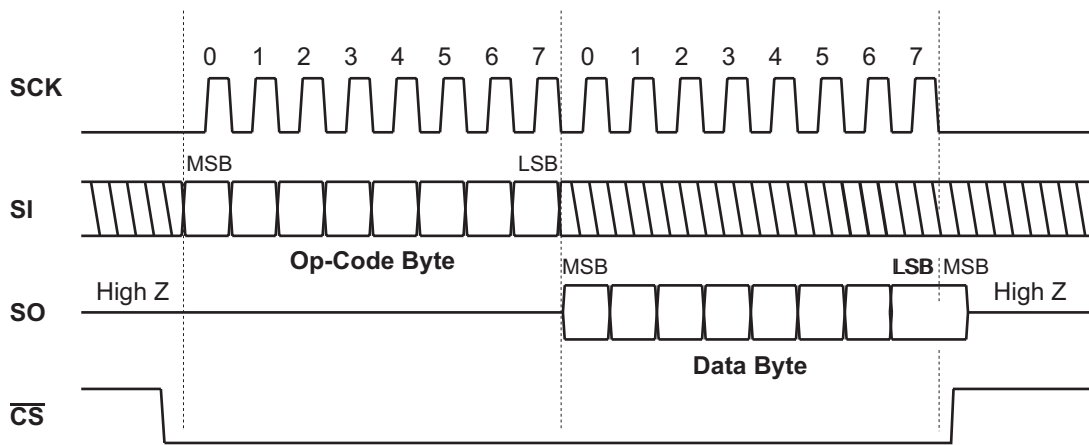 0 1 2 3 4 5 6 7 0 1 2 3 4 5 6 7
SCK
MSB LSB
SI
Op-Code Byte
MSB LSB MSB
High Z High Z
SO
Data Byte
CS